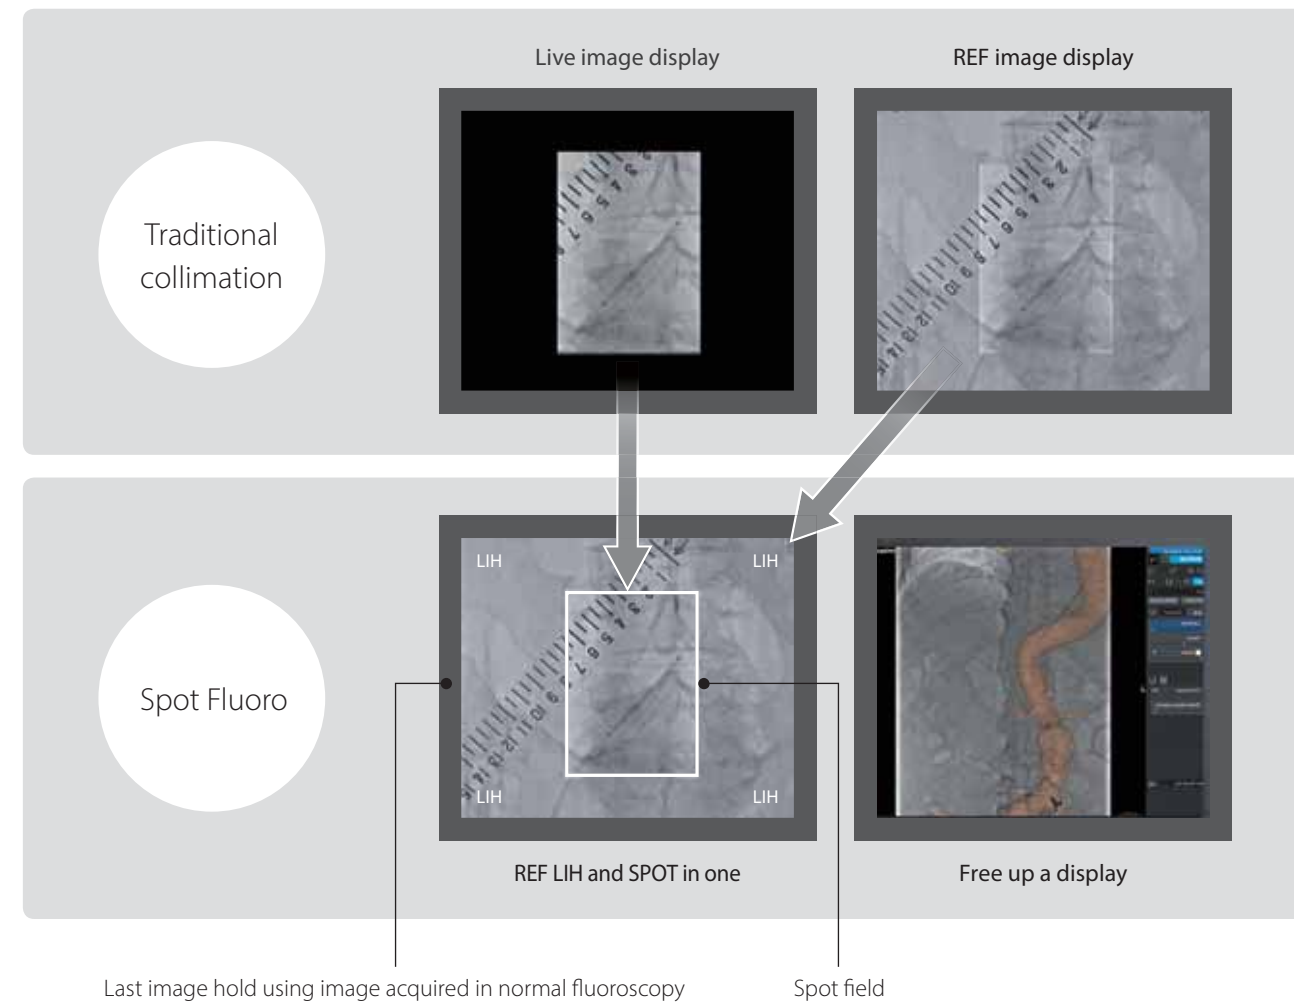 Live image display
REF image display
Traditional
collimation
LIH
LIH
Spot Fluoro
LIH
LIH
REF LIH and SPOT in one
Free up a display
Last image hold using image acquired in normal fluoroscopy
Spot field